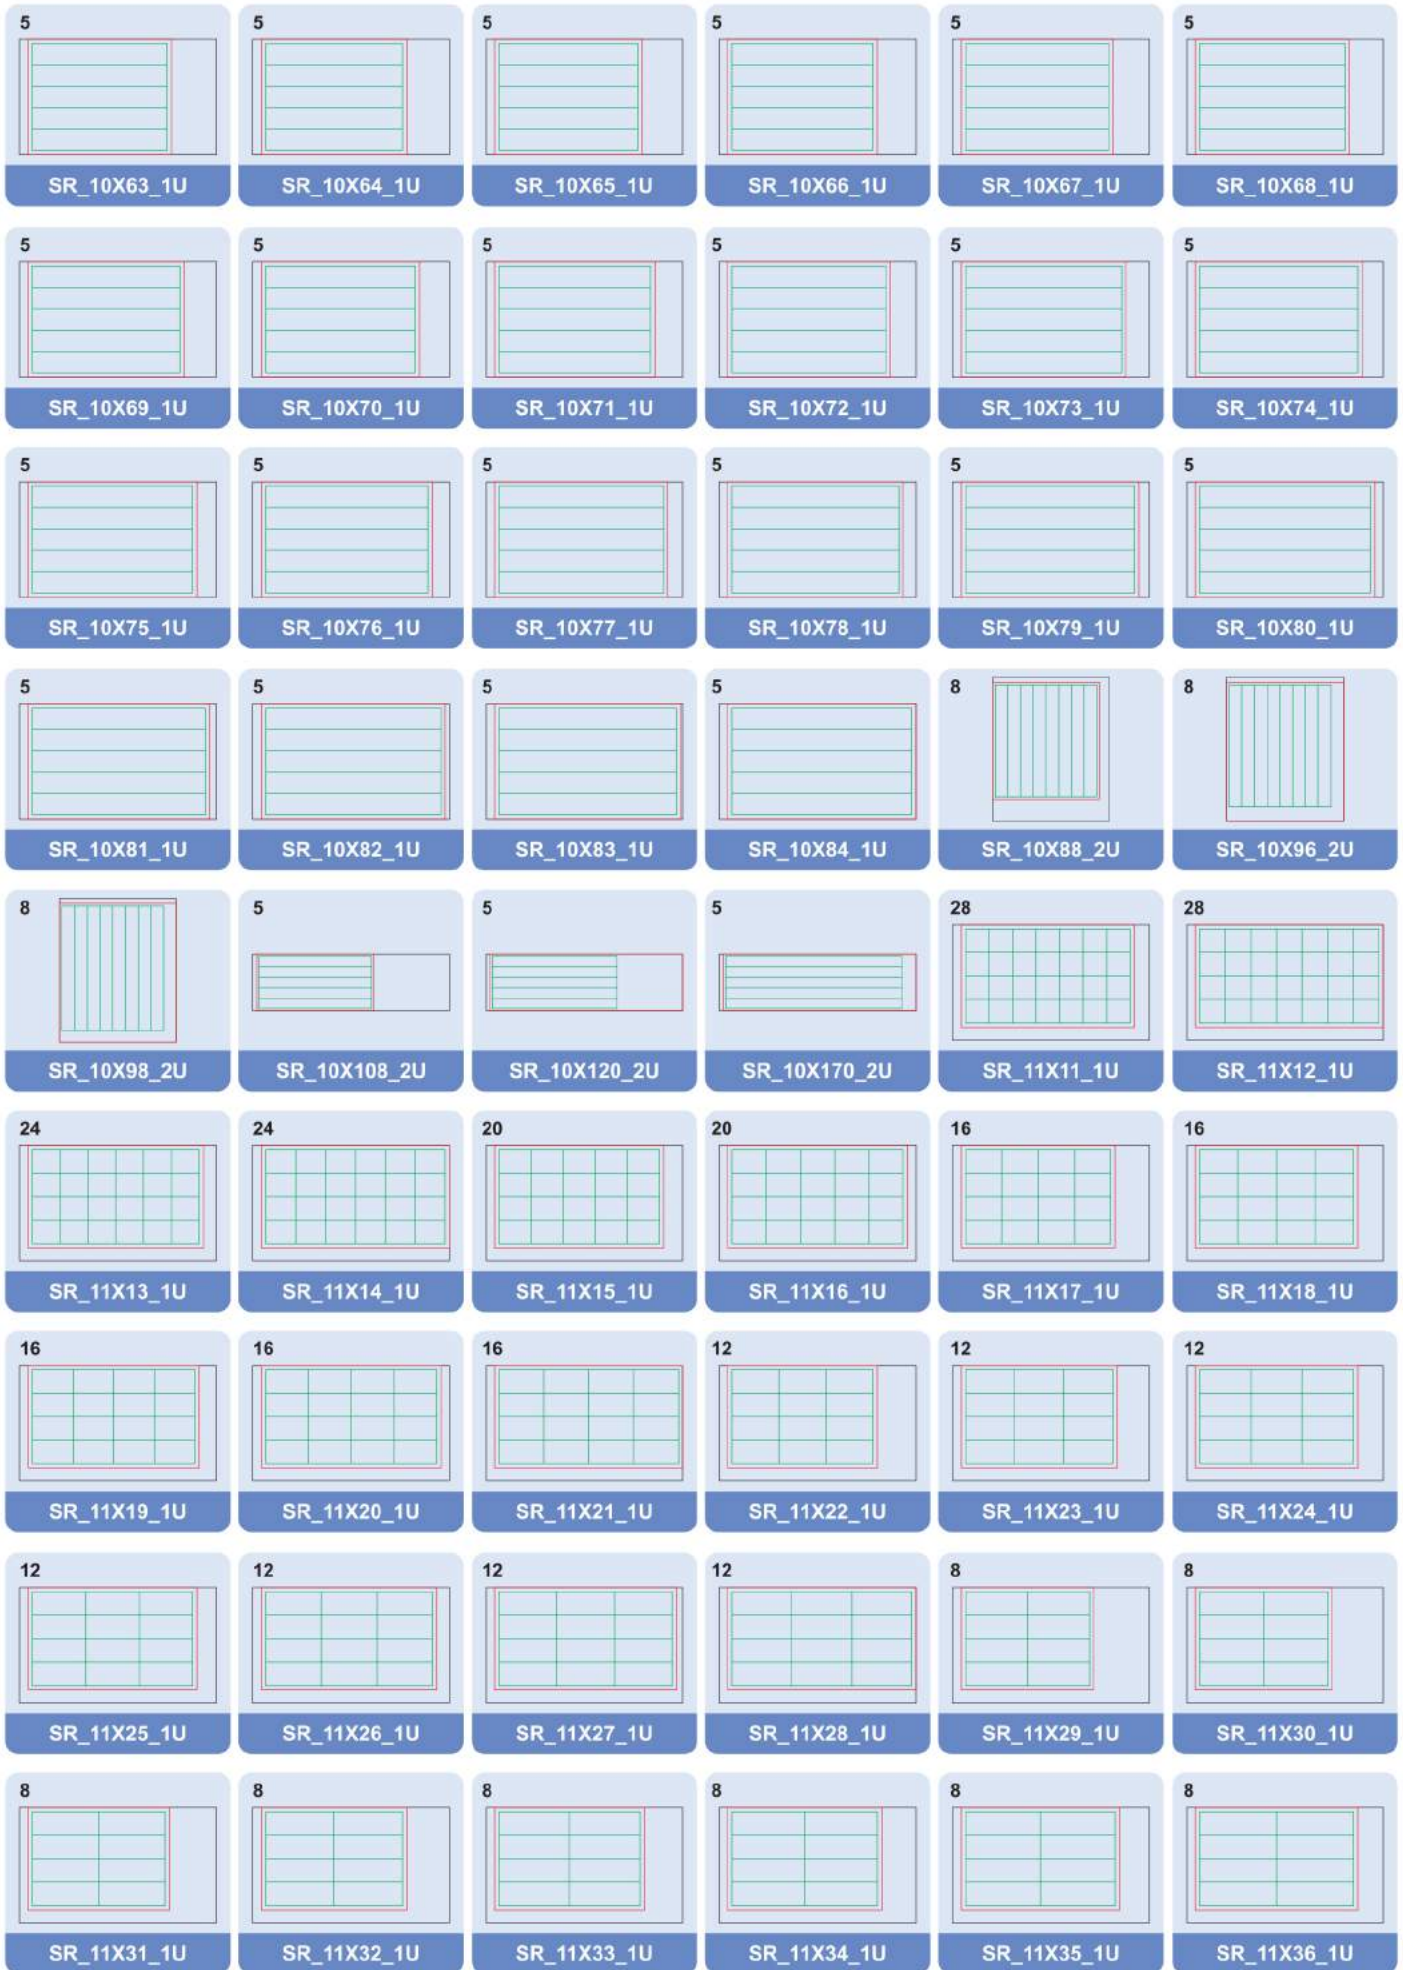 5 5 5 5 5 5
SR_10X63_1U SR_10X64_1U SR_10X65_1U SR_10X66_1U SR_10X67_1U SR_10X68_1U
5 5 5 5 5 5
SR_10X69_1U SR_10X70_1U SR_10X71_1U SR_10X72_1U SR_10X73_1U SR_10X74_1U
5 5 5 5 5 5
SR_10X75_1U SR_10X76_1U SR_10X77_1U SR_10X78_1U SR_10X79_1U SR_10X80_1U
5 5 5 5 8 8
SR_10X81_1U SR_10X82_1U SR_10X83_1U SR_10X84_1U SR_10X88_2U SR_10X96_2U
8 5 5 5 28 28
SR_10X98_2U SR_10X108_2U SR_10X120_2U SR_10X170_2U SR_11X11_1U SR_11X12_1U
24 24 20 20 16 16
SR_11X13_1U SR_11X14_1U SR_11X15_1U SR_11X16_1U SR_11X17_1U SR_11X18_1U
16 16 16 12 12 12
SR_11X19_1U SR_11X20_1U SR_11X21_1U SR_11X22_1U SR_11X23_1U SR_11X24_1U
12 12 12 12 8 8
SR_11X25_1U SR_11X26_1U SR_11X27_1U SR_11X28_1U SR_11X29_1U SR_11X30_1U
8 8 8 8 8 8
SR_11X31_1U SR_11X32_1U SR_11X33_1U SR_11X34_1U SR_11X35_1U SR_11X36_1U